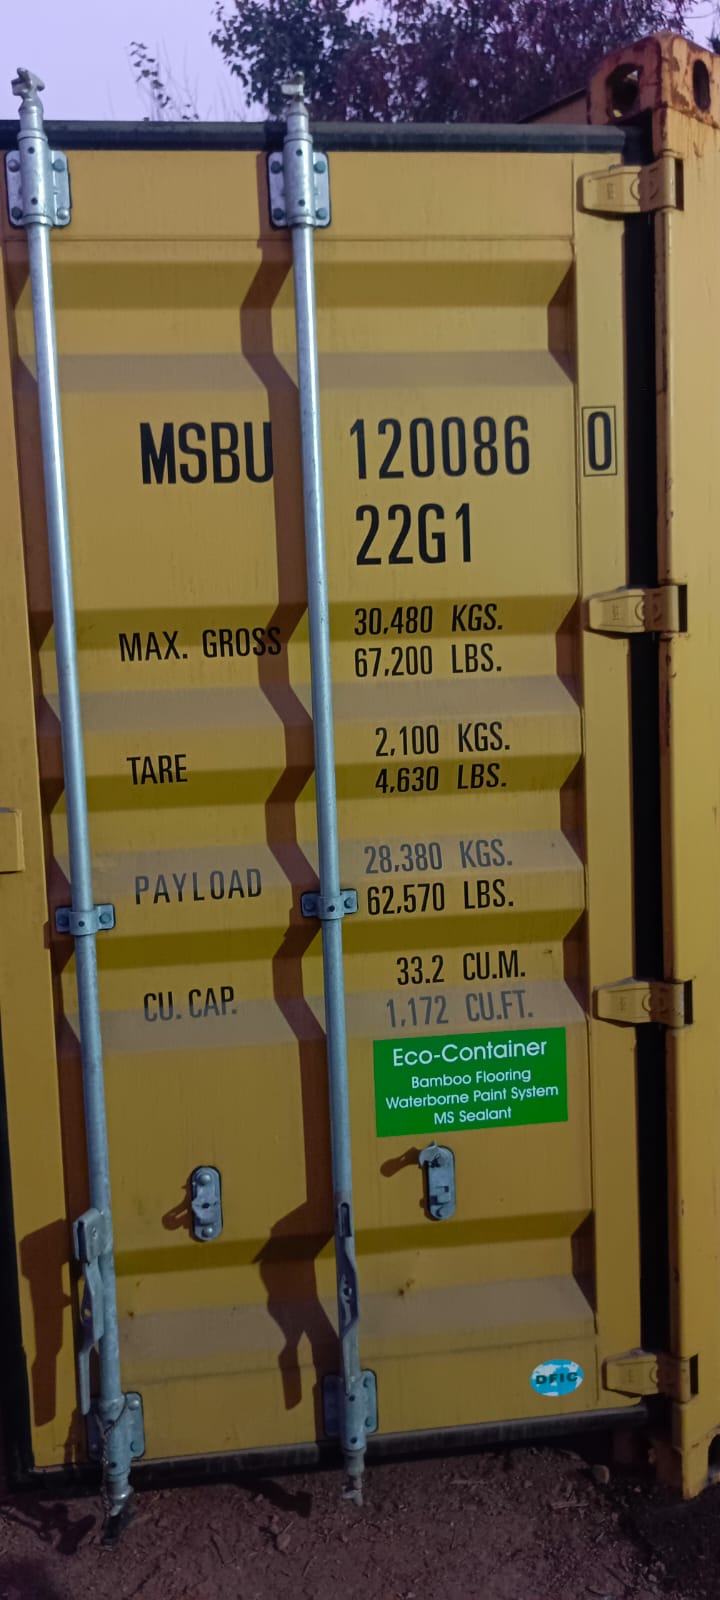 MSBU 120086 0
22G1
MAX. GROSS 30,480 KGS.
67,200 LBS.
TARE 2,100 KGS.
4,630 LBS.
PAYLOAD 28,380 KGS.
62,570 LBS.
CU. CAP. 33.2 CU.M.
1,172 CU.FT.
Eco-Container
Bamboo Flooring
Waterborne Paint System
MS Sealant
DFIC